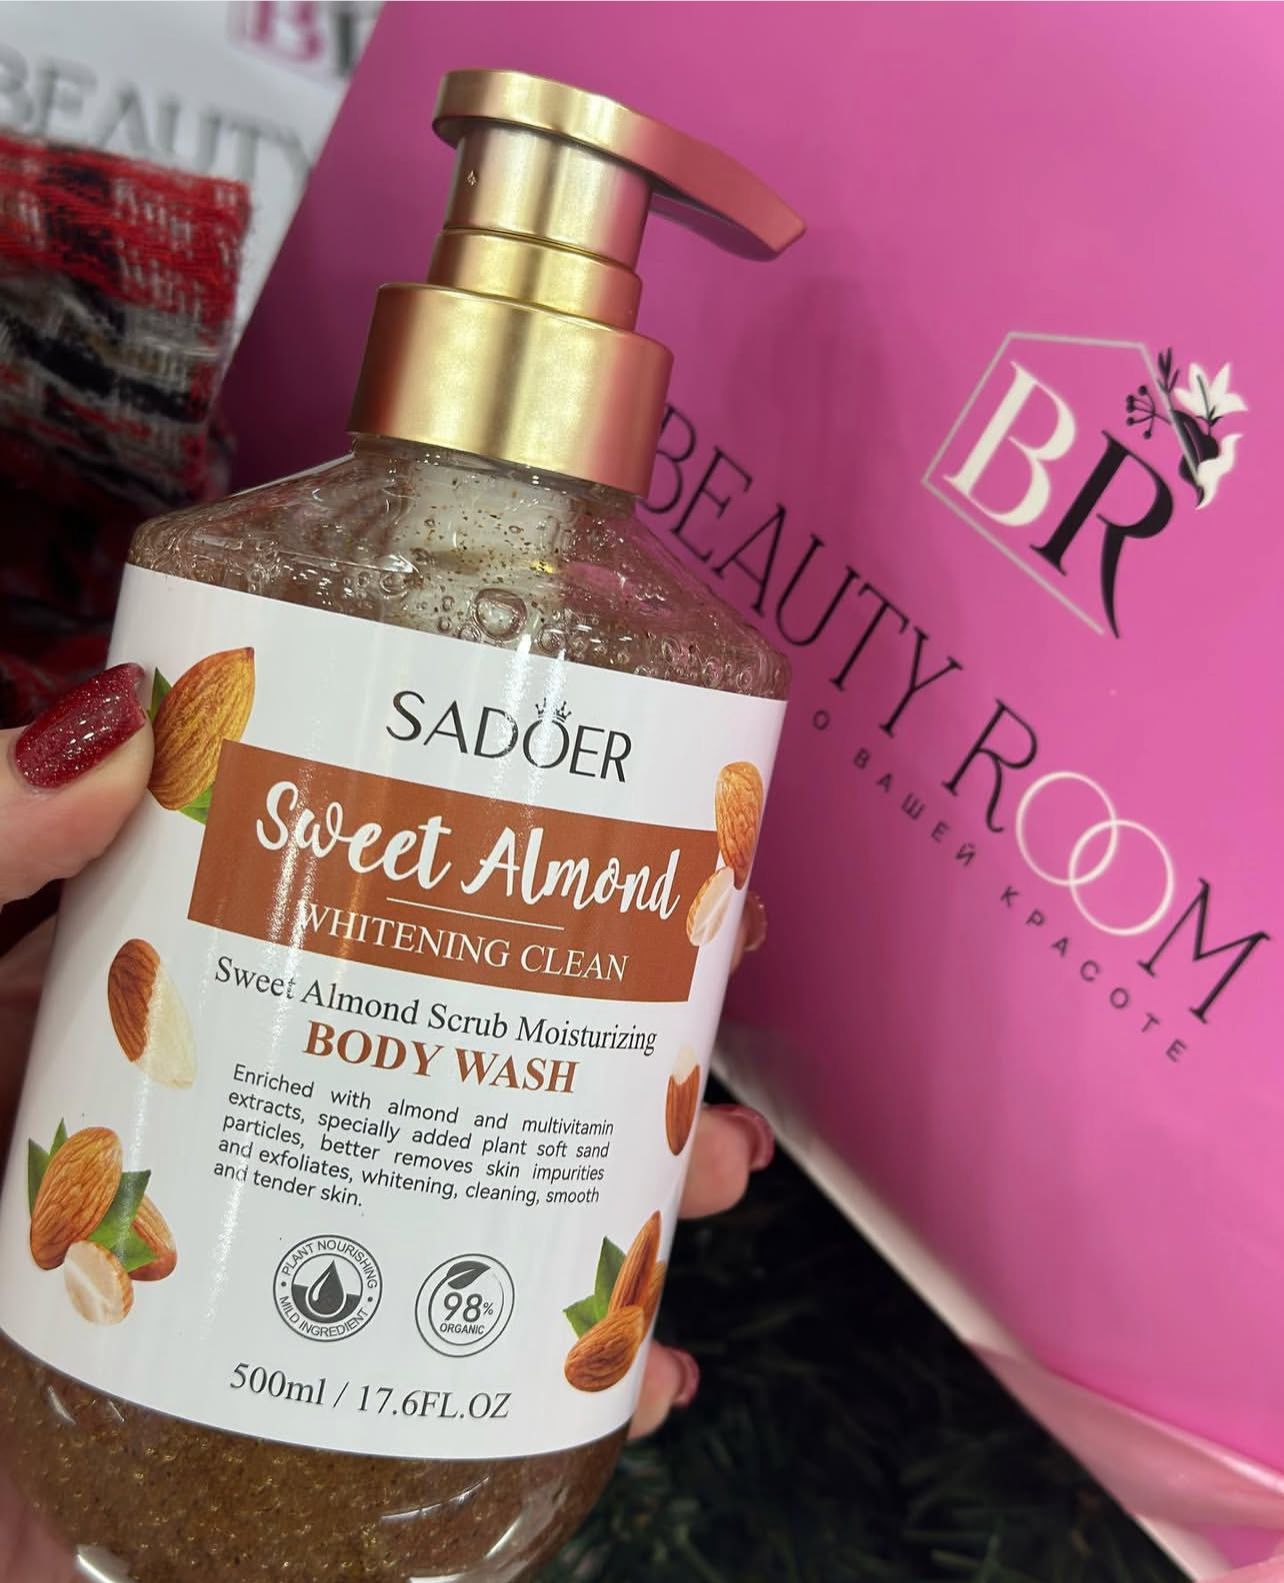 BEAUTY
SADOER
Sweet Almond
WHITENING CLEAN
Sweet Almond Scrub Moisturizing
BODY WASH
Enriched with almond and multivitamin
extracts, specially added plant soft sand
particles, better removes skin impurities
and exfoliates, whitening, cleaning, smooth
and tender skin.
PLANT NOURISHING
MILD INGREDIENT
98%
ORGANIC
500ml / 17.6FL.OZ
BR
BEAUTY ROOM
О ВАШЕЙ КРАСОТЕ